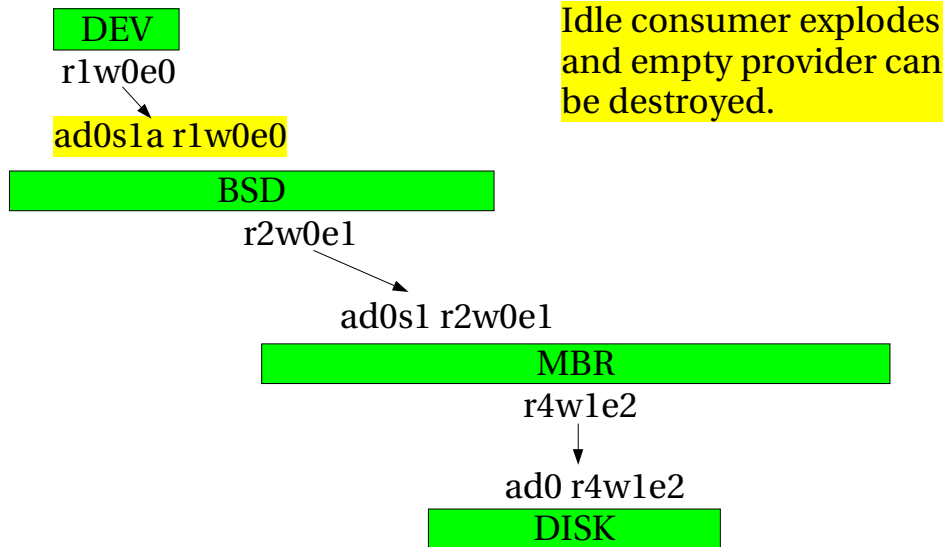 DEV
Idle consumer explodes
and empty provider can
be destroyed.
r1w0e0
ad0s1a r1w0e0
BSD
r2w0e1
ad0s1 r2w0e1
MBR
r4w1e2
ad0 r4w1e2
DISK